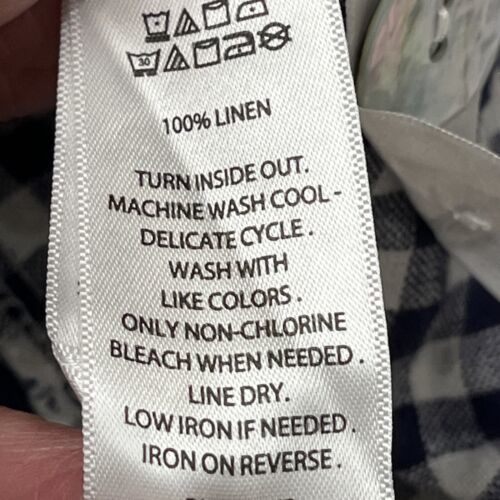 30
100% LINEN
TURN INSIDE OUT.
MACHINE WASH COOL -
DELICATE CYCLE.
WASH WITH
LIKE COLORS.
ONLY NON-CHLORINE
BLEACH WHEN NEEDED.
LINE DRY.
LOW IRON IF NEEDED.
IRON ON REVERSE.